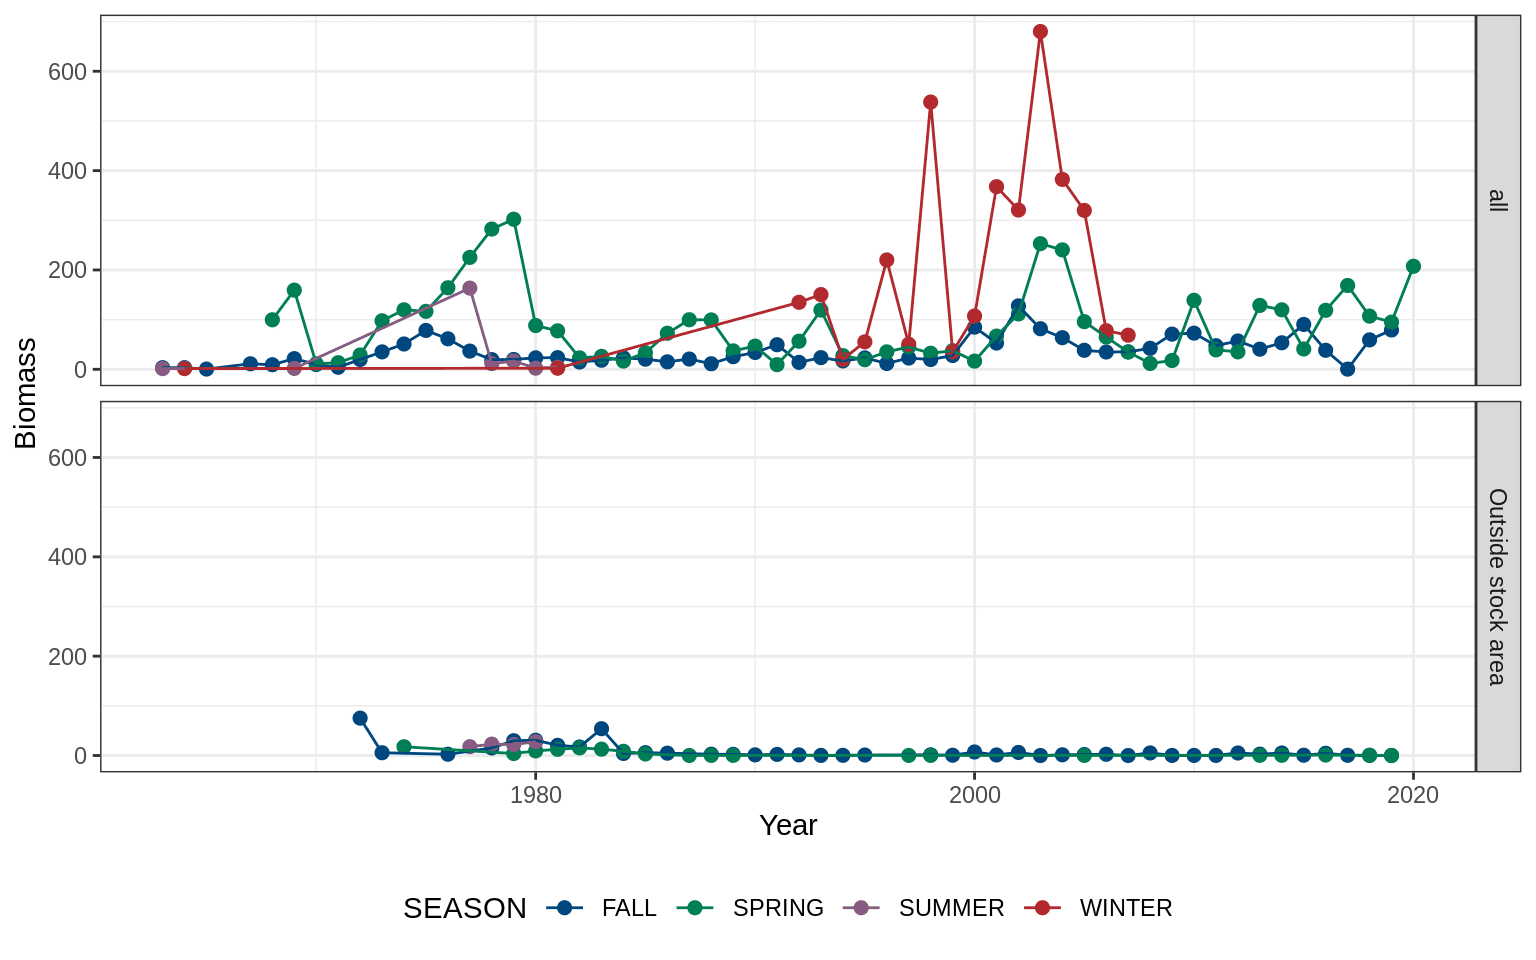 600
400
200
0
all
600
400
200
0
Outside stock area
Biomass
1980
2000
2020
Year
SEASON FALL SPRING SUMMER WINTER